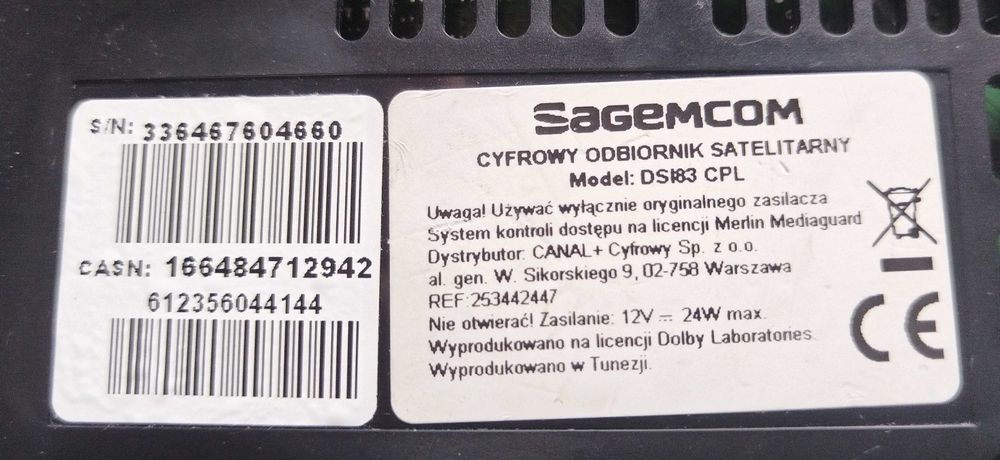 S/N: 336467604660
CASN: 166484712942
612356044144
SAGEMCOM
CYFROWY ODBIORNIK SATELITARNY
Model: DSI83 CPL
Uwaga! Używać wyłącznie oryginalnego zasilacza
System kontroli dostępu na licencji Merlin Mediaguard
Dystrybutor: CANAL+ Cyfrowy Sp. z o.o.
al. gen. W. Sikorskiego 9, 02-758 Warszawa
REF:253442447
Nie otwierać! Zasilanie: 12V ⎓ 24W max.
Wyprodukowano na licencji Dolby Laboratories.
Wyprodukowano w Tunezji.
CE